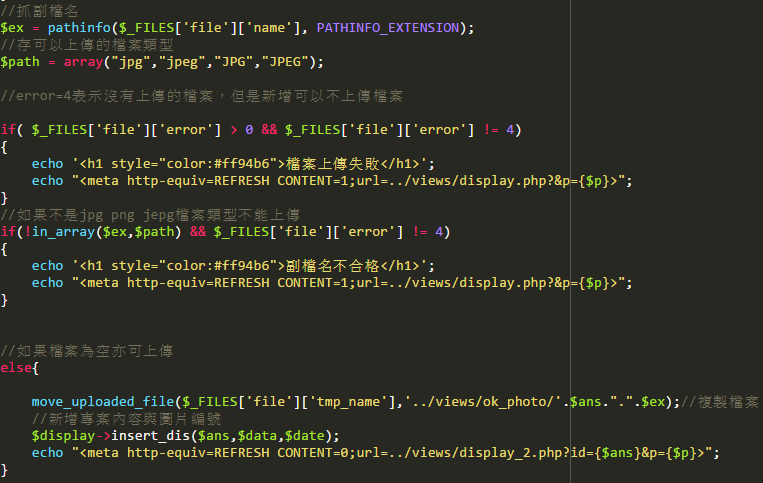 //抓副檔名
$ex = pathinfo($_FILES['file']['name'], PATHINFO_EXTENSION);
//存可以上傳的檔案類型
$path = array("jpg","jpeg","JPG","JPEG");
//error=4表示沒有上傳的檔案，但是新增可以不上傳檔案
if( $_FILES['file']['error'] > 0 && $_FILES['file']['error'] != 4)
{
    echo '<h1 style="color:#ff94b6">檔案上傳失敗</h1>';
    echo "<meta http-equiv=REFRESH CONTENT=1;url=../views/display.php?&p={$p}>";
}
//如果不是jpg png jepg檔案類型不能上傳
if(!in_array($ex,$path) && $_FILES['file']['error'] != 4)
{
    echo '<h1 style="color:#ff94b6">副檔名不合格</h1>';
    echo "<meta http-equiv=REFRESH CONTENT=1;url=../views/display.php?&p={$p}>";
}
//如果檔案為空亦可上傳
else{
    move_uploaded_file($_FILES['file']['tmp_name'],'../views/ok_photo/'.$ans.".".$ex);//複製檔案
    //新增專案內容與圖片編號
    $display->insert_dis($ans,$data,$date);
    echo "<meta http-equiv=REFRESH CONTENT=0;url=../views/display_2.php?id={$ans}&p={$p}>";
}